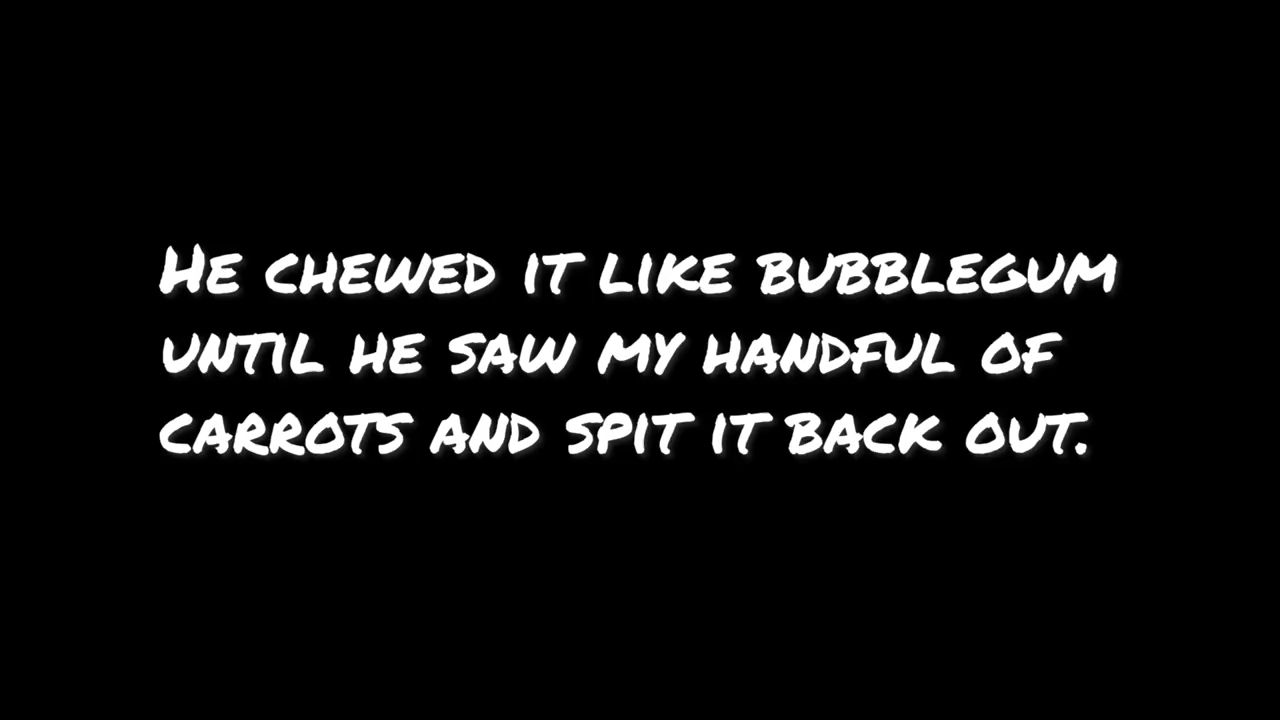 He chewed it like bubblegum
until he saw my handful of
carrots and spit it back out.